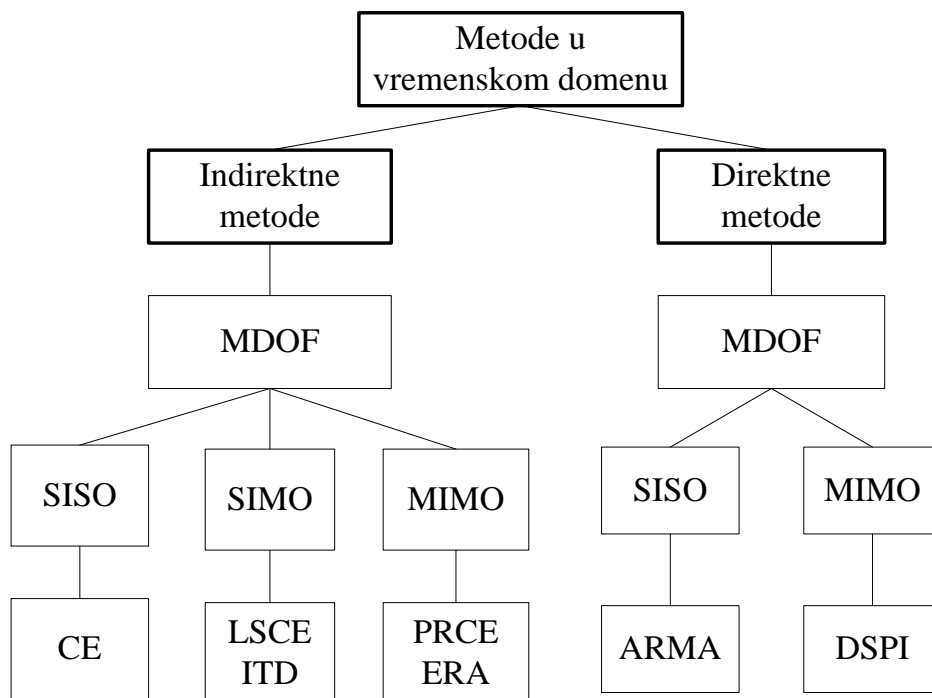 Metode u
vremenskom domenu
Indirektne
metode
Direktne
metode
MDOF
MDOF
SISO
SIMO
MIMO
SISO
MIMO
CE
LSCE
ITD
PRCE
ERA
ARMA
DSPI